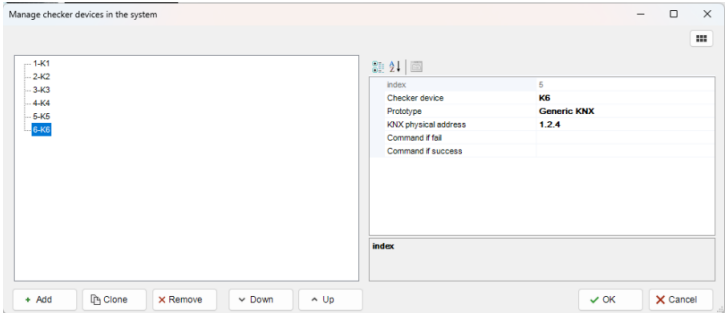 Manage checker devices in the system
1-K1
2-K2
3-K3
4-K4
5-K5
6-K6
index 5
Checker device K6
Prototype Generic KNX
KNX physical address 1.2.4
Command if fail
Command if success
index
Add Clone Remove Down Up OK Cancel